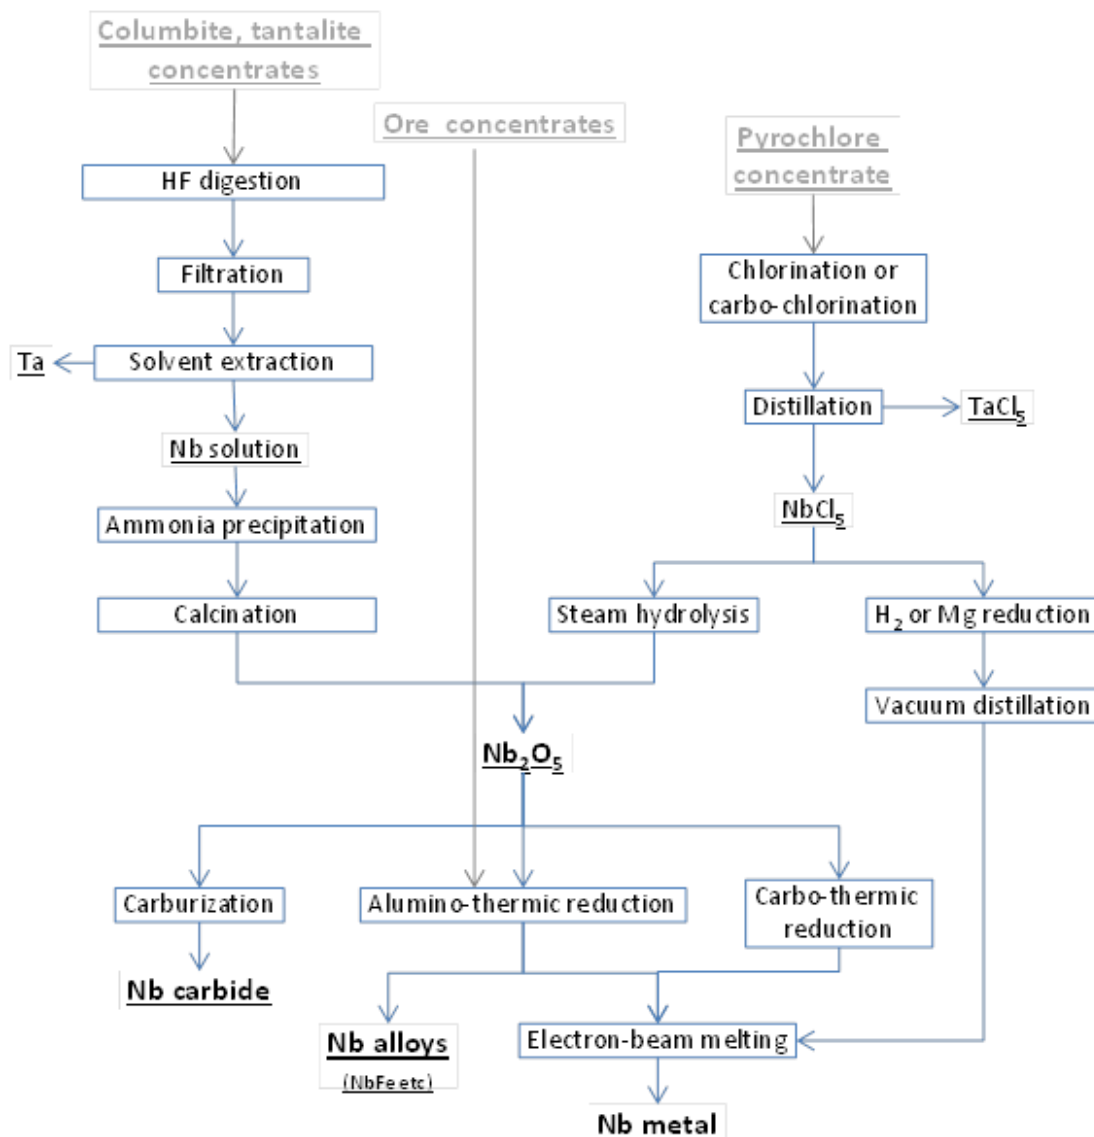 Columbite, tantalite
concentrates
Ore concentrates
Pyrochlore
concentrate
HF digestion
Filtration
Chlorination or
carbo-chlorination
Ta
Solvent extraction
Distillation
TaCl5
Nb solution
NbCl5
Ammonia precipitation
Calcination
Steam hydrolysis
H2 or Mg reduction
Vacuum distillation
Nb2O5
Carburization
Alumino-thermic reduction
Carbo-thermic
reduction
Nb carbide
Nb alloys
(NbFe etc)
Electron-beam melting
Nb metal